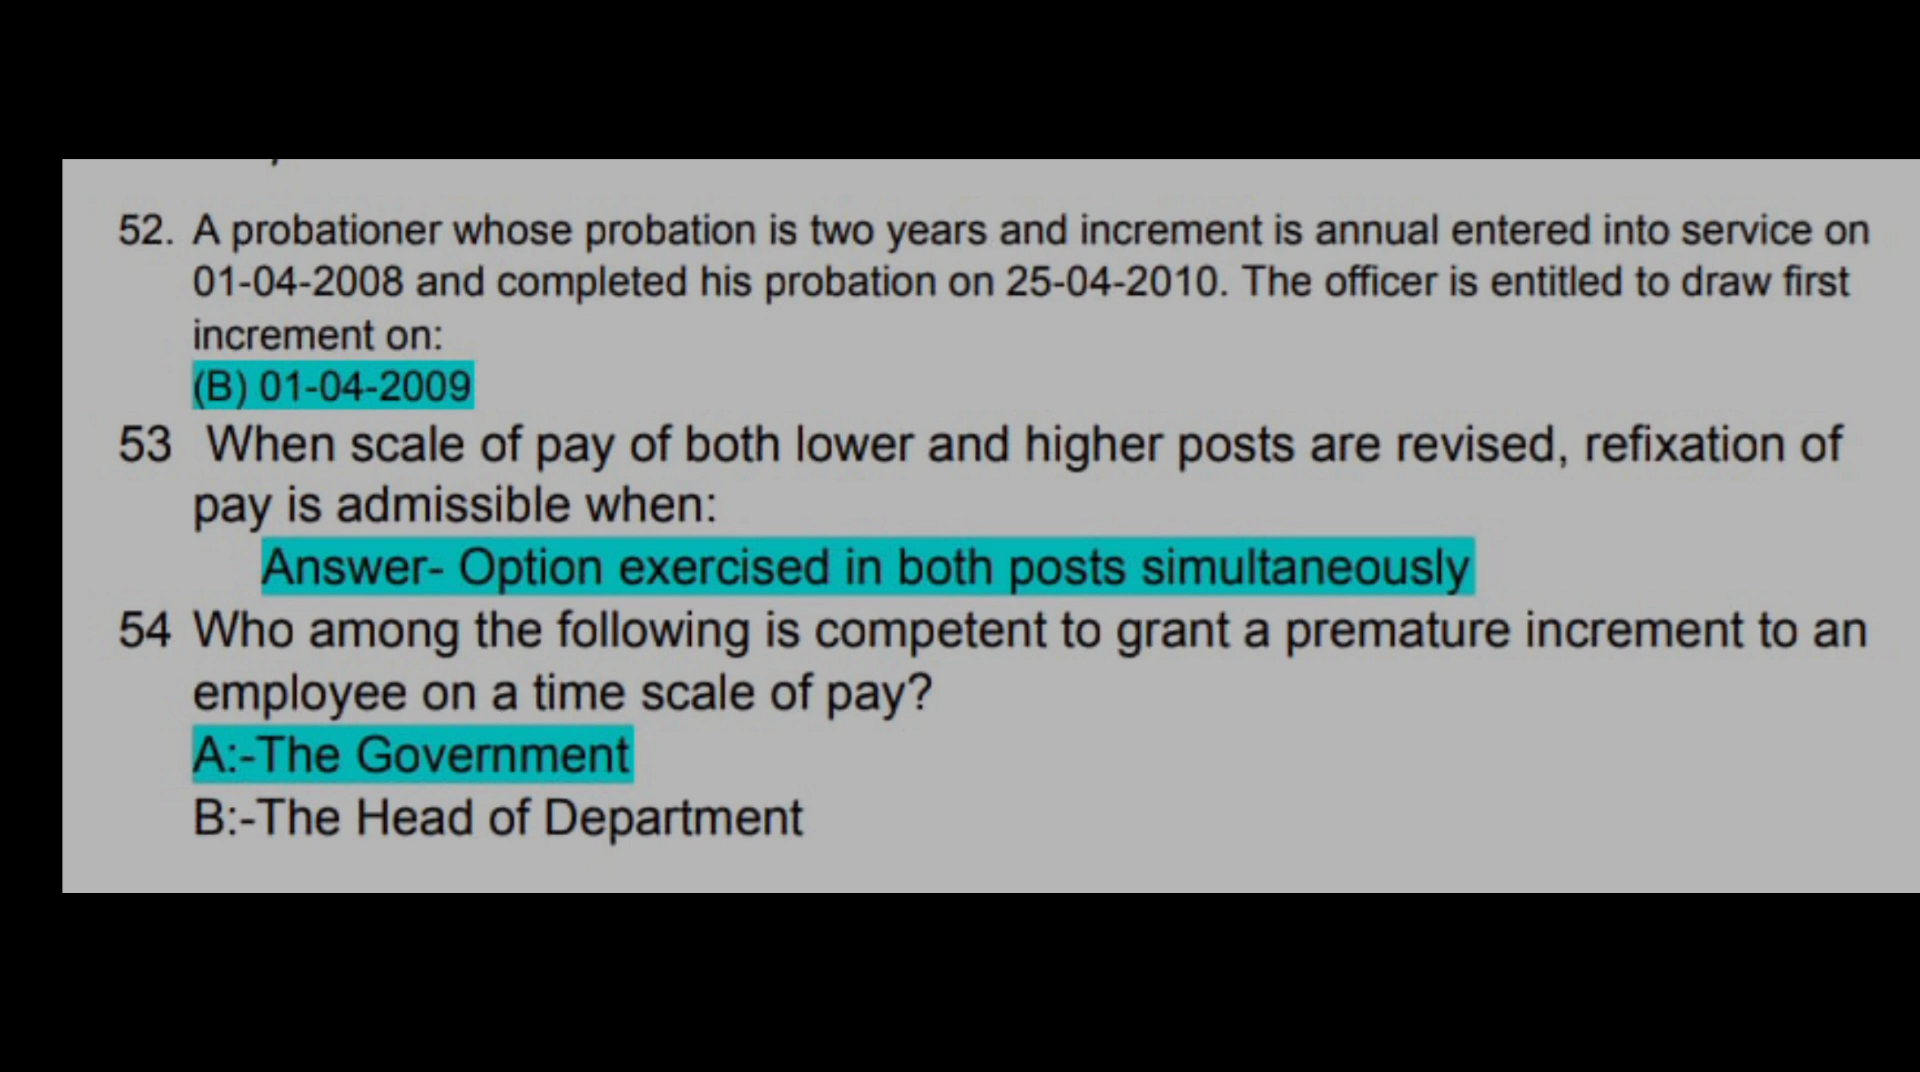 52. A probationer whose probation is two years and increment is annual entered into service on
01-04-2008 and completed his probation on 25-04-2010. The officer is entitled to draw first
increment on:
(B) 01-04-2009
53 When scale of pay of both lower and higher posts are revised, refixation of
pay is admissible when:
Answer- Option exercised in both posts simultaneously
54 Who among the following is competent to grant a premature increment to an
employee on a time scale of pay?
A:-The Government
B:-The Head of Department